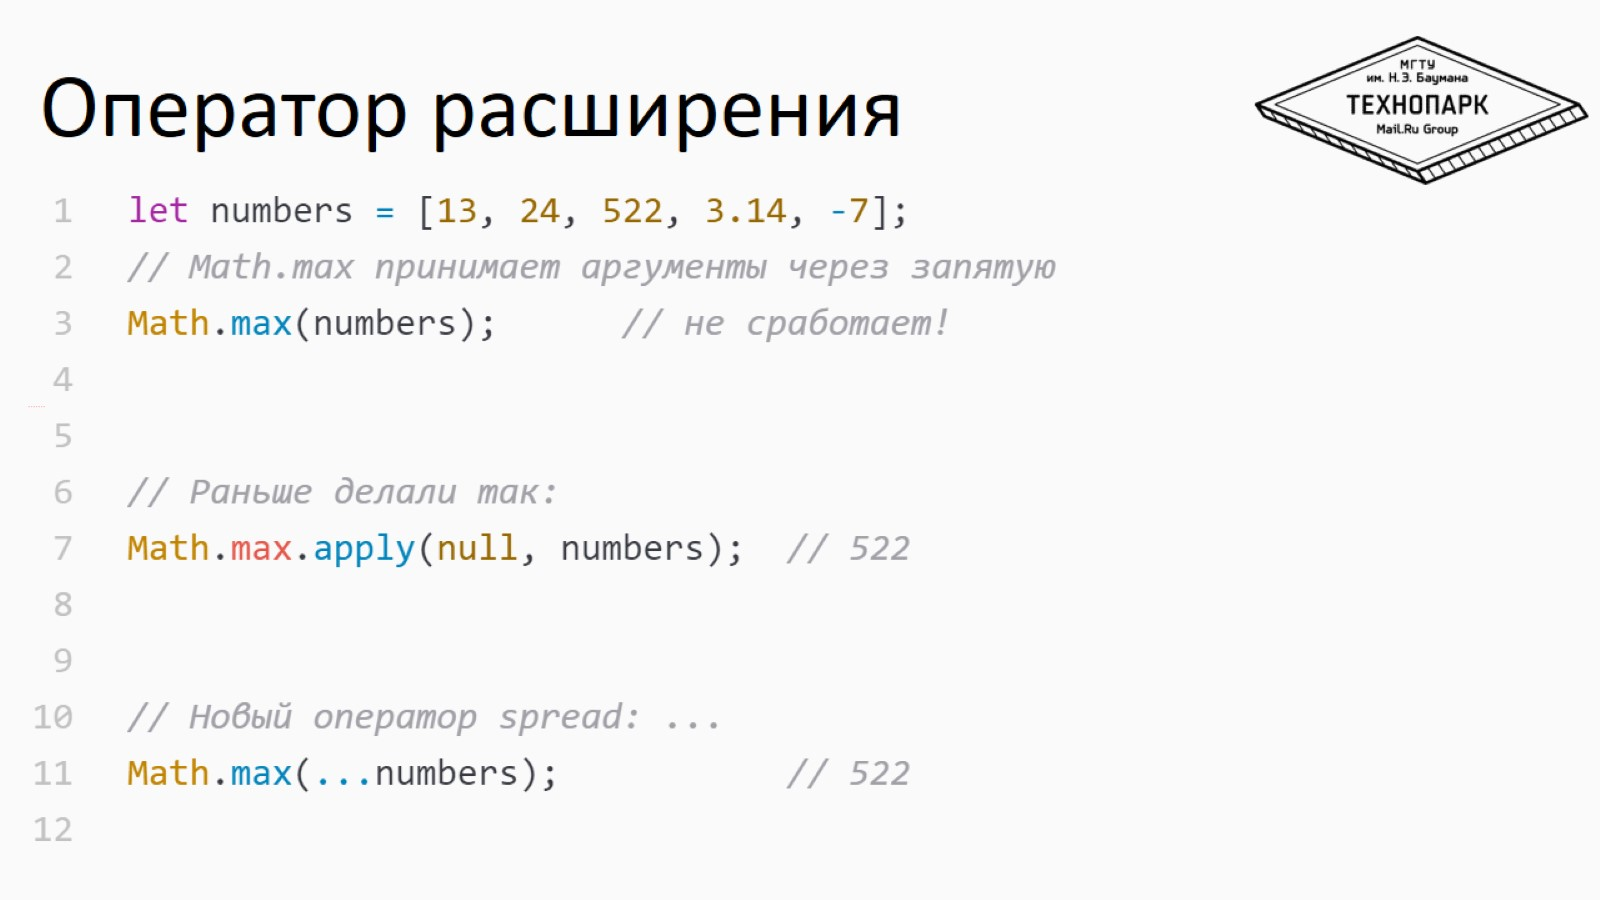 Оператор расширения
МГТУ
им. Н.Э. Баумана
ТЕХНОПАРК
Mail.Ru Group
1 let numbers = [13, 24, 522, 3.14, -7];
2 // Math.max принимает аргументы через запятую
3 Math.max(numbers); // не сработает!
4
5
6 // Раньше делали так:
7 Math.max.apply(null, numbers); // 522
8
9
10 // Новый оператор spread: ...
11 Math.max(...numbers); // 522
12